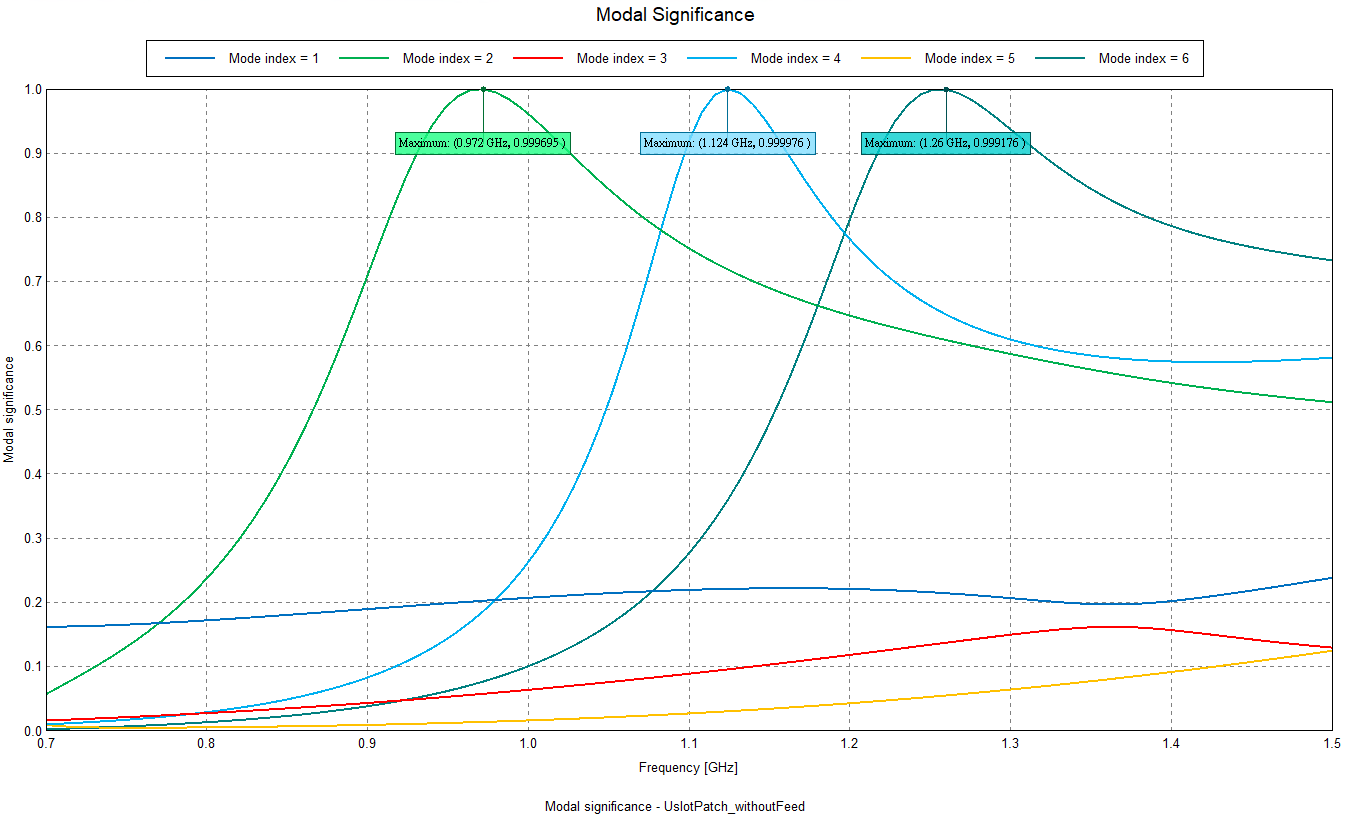 Modal Significance
Mode index = 1 Mode index = 2 Mode index = 3 Mode index = 4 Mode index = 5 Mode index = 6
1.0
Maximum: (0.972 GHz, 0.999695 ) Maximum: (1.124 GHz, 0.999976 ) Maximum: (1.26 GHz, 0.999176 )
0.9
0.8
0.7
0.6
0.5
0.4
0.3
0.2
0.1
0.0
Modal significance
0.7 0.8 0.9 1.0 1.1 1.2 1.3 1.4 1.5
Frequency [GHz]
Modal significance - UslotPatch_withoutFeed